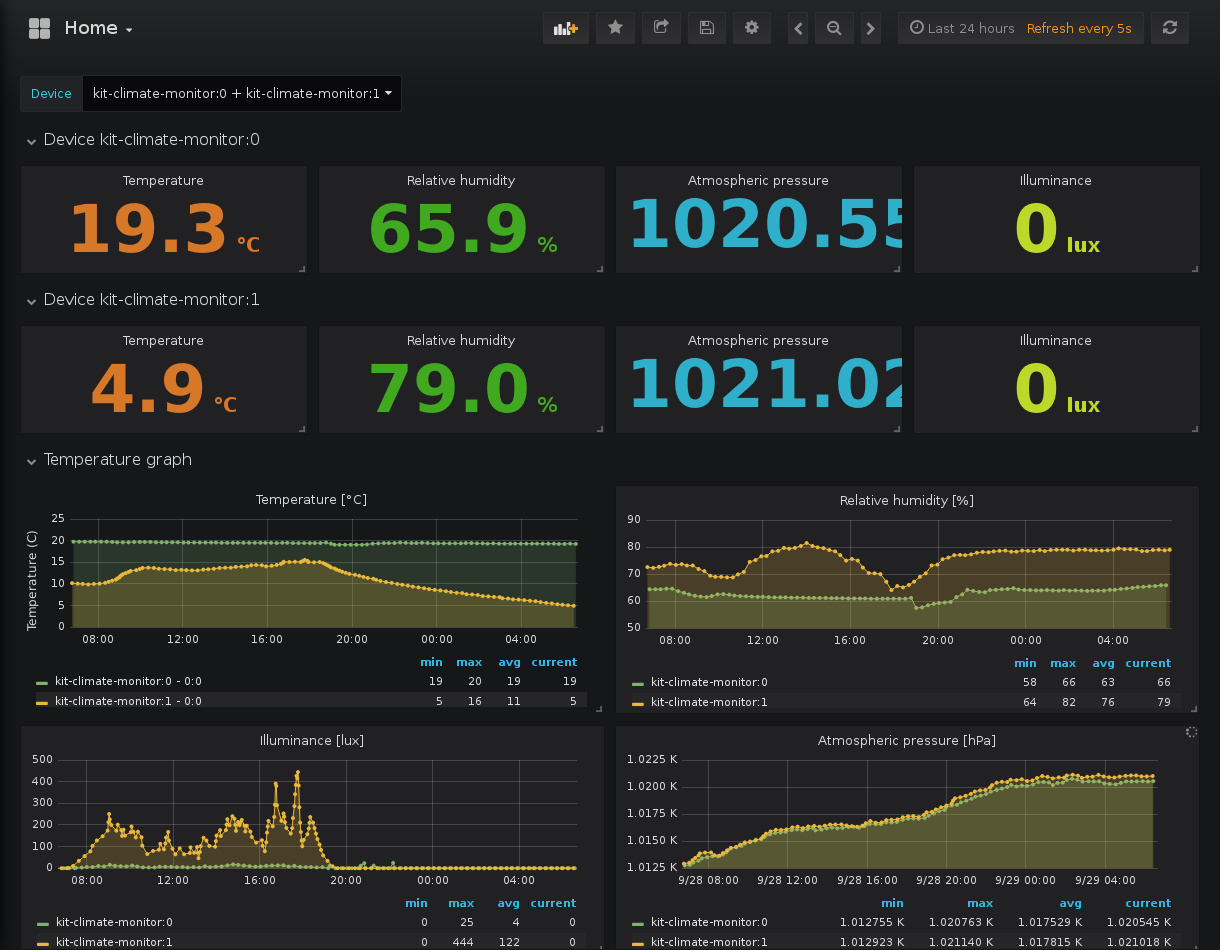 Home
Last 24 hours Refresh every 5s
Device kit-climate-monitor:0 + kit-climate-monitor:1
Device kit-climate-monitor:0
Temperature Relative humidity Atmospheric pressure Illuminance
19.3 °C 65.9 % 1020.55 0 lux
Device kit-climate-monitor:1
Temperature Relative humidity Atmospheric pressure Illuminance
4.9 °C 79.0 % 1021.02 0 lux
Temperature graph
Temperature [°C]
Temperature (C)
25
20
15
10
5
0
08:00 12:00 16:00 20:00 00:00 04:00
min max avg current
kit-climate-monitor:0 - 0:0 19 20 19 19
kit-climate-monitor:1 - 0:0 5 16 11 5
Relative humidity [%]
90
80
70
60
50
08:00 12:00 16:00 20:00 00:00 04:00
min max avg current
kit-climate-monitor:0 58 66 63 66
kit-climate-monitor:1 64 82 76 79
Illuminance [lux]
500
400
300
200
100
0
08:00 12:00 16:00 20:00 00:00 04:00
min max avg current
kit-climate-monitor:0 0 25 4 0
kit-climate-monitor:1 0 444 122 0
Atmospheric pressure [hPa]
1.0225 K
1.0200 K
1.0175 K
1.0150 K
1.0125 K
9/28 08:00 9/28 12:00 9/28 16:00 9/28 20:00 9/29 00:00 9/29 04:00
min max avg current
kit-climate-monitor:0 1.012755 K 1.020763 K 1.017529 K 1.020545 K
kit-climate-monitor:1 1.012923 K 1.021140 K 1.017815 K 1.021018 K